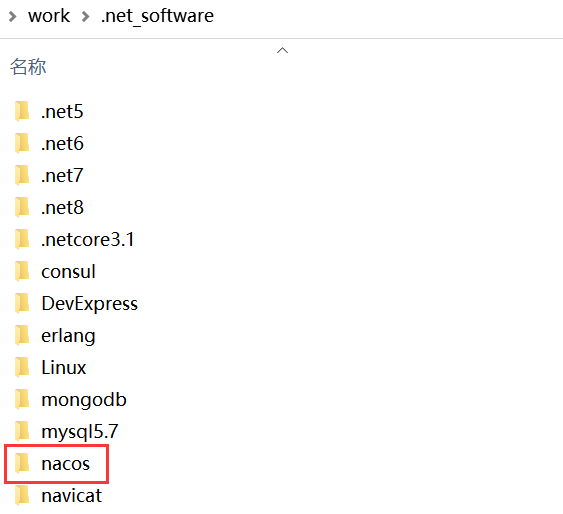 work .net_software
名称
.net5
.net6
.net7
.net8
.netcore3.1
consul
DevExpress
erlang
Linux
mongodb
mysql5.7
nacos
navicat